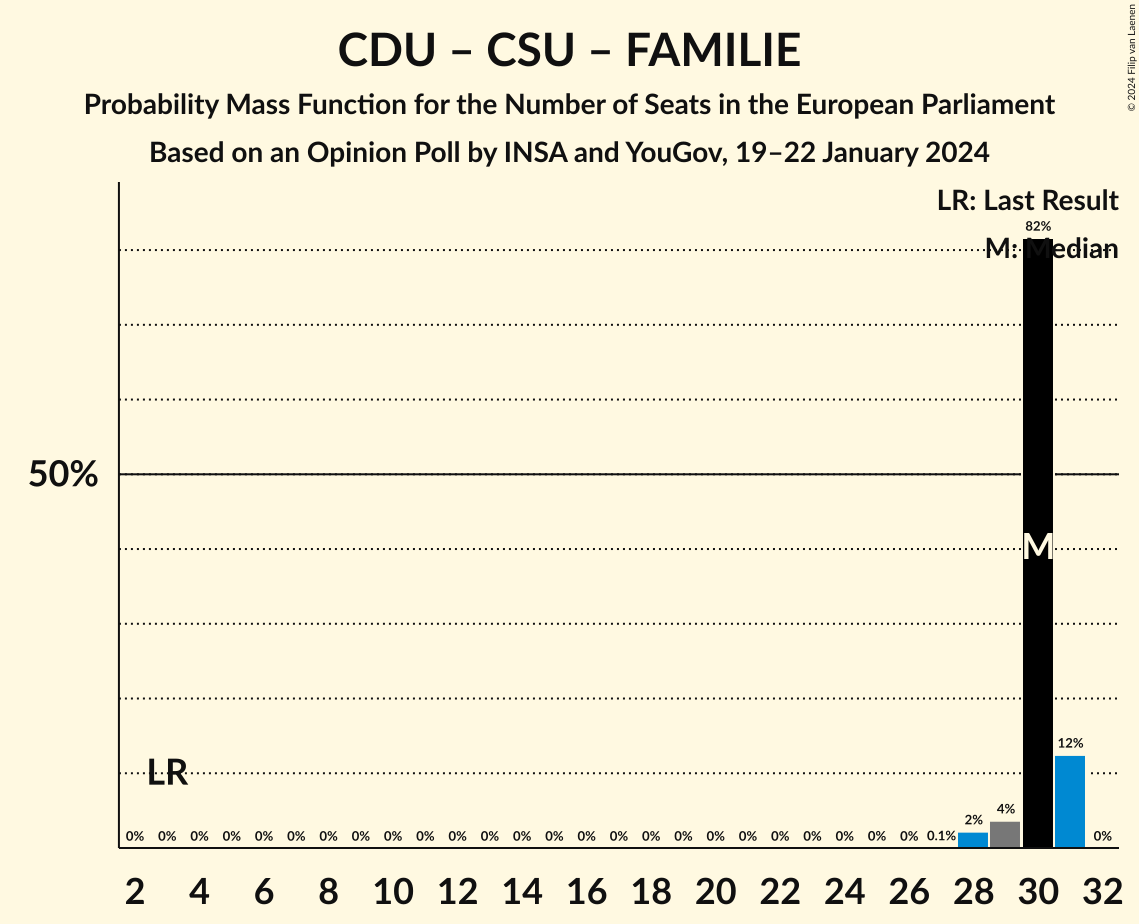 CDU – CSU – FAMILIE
Probability Mass Function for the Number of Seats in the European Parliament
Based on an Opinion Poll by INSA and YouGov, 19–22 January 2024
© 2024 Filip van Laenen
LR: Last Result
82%
M: Median
50%
M
12%
LR
4%
2%
0% 0% 0% 0% 0% 0% 0% 0% 0% 0% 0% 0% 0% 0% 0% 0% 0% 0% 0% 0% 0% 0% 0% 0% 0% 0.1% 0%
2 4 6 8 10 12 14 16 18 20 22 24 26 28 30 32